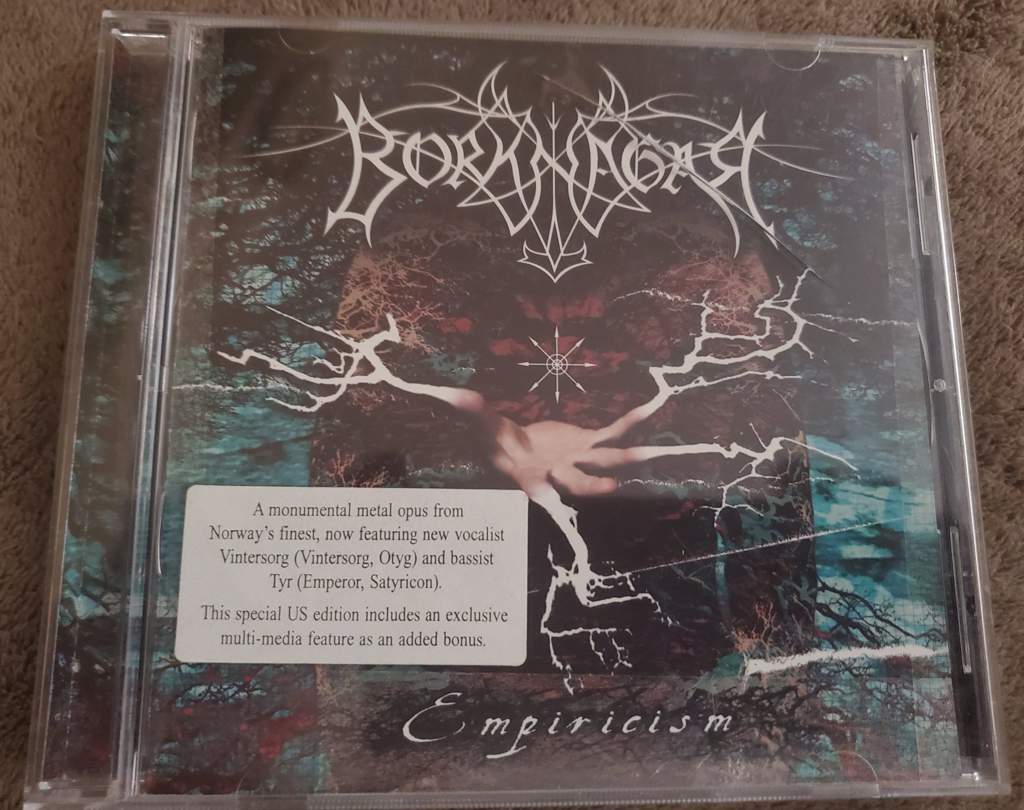 BORKNAGAR
A monumental metal opus from
Norway's finest, now featuring new vocalist
Vintersorg (Vintersorg, Otyg) and bassist
Tyr (Emperor, Satyricon).
This special US edition includes an exclusive
multi-media feature as an added bonus.
Empiricism